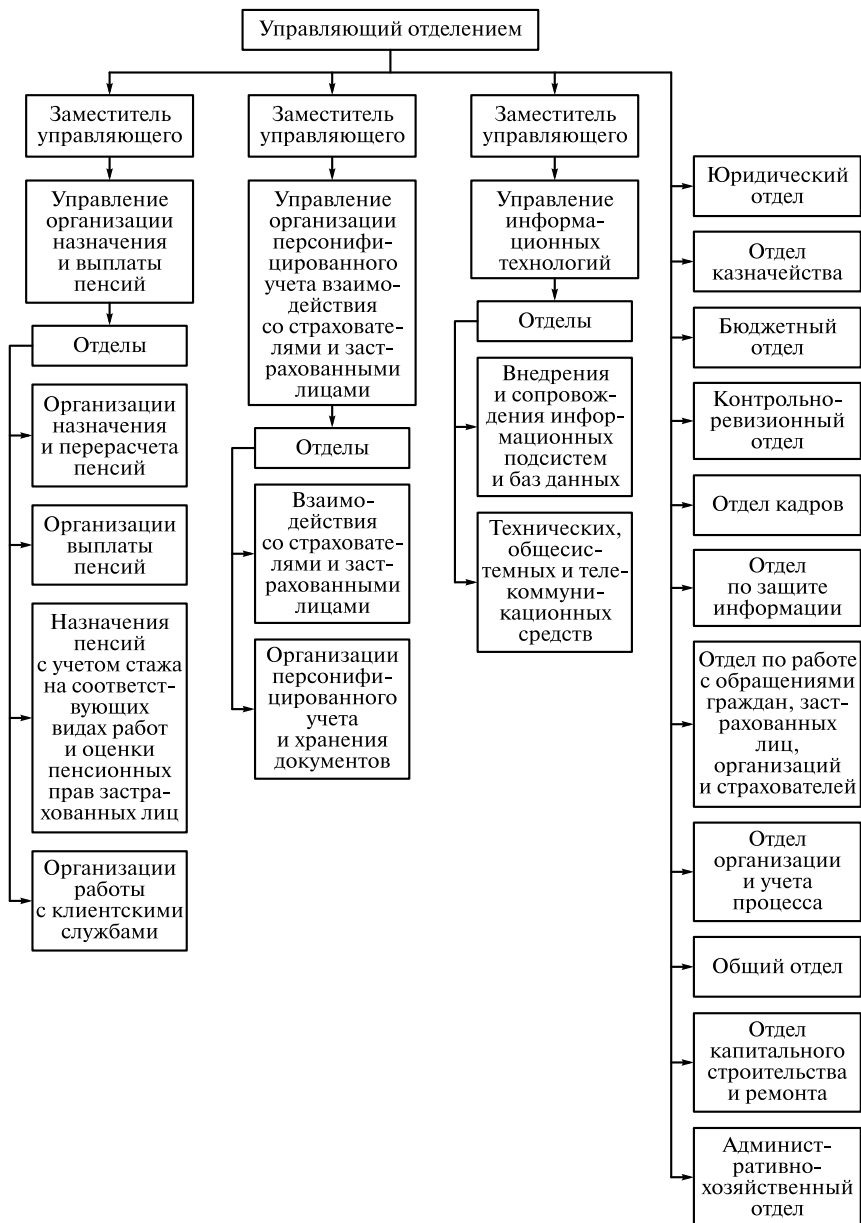 Управляющий отделением
Заместитель
управляющего
Управление
организации
назначения
и выплаты
пенсий
Отделы
Организации
назначения
и перерасчета
пенсий
Организации
выплаты
пенсий
Назначения
пенсий
с учетом стажа
на соответст-
вующих
видах работ
и оценки
пенсионных
прав застра-
хованных лиц
Организации
работы
с клиентскими
службами
Заместитель
управляющего
Управление
организации
персонифи-
цированного
учета взаимо-
действия
со страховате-
лями и заст-
рахованными
лицами
Отделы
Взаимо-
действия
со страховате-
лями и заст-
рахованными
лицами
Организации
персонифи-
цированного
учета
и хранения
документов
Заместитель
управляющего
Управление
информа-
ционных
технологий
Отделы
Внедрения
и сопровож-
дения инфор-
мационных
подсистем
и баз данных
Технических,
общесис-
темных и теле-
коммуни-
кационных
средств
Юридический
отдел
Отдел
казначейства
Бюджетный
отдел
Контрольно-
ревизионный
отдел
Отдел кадров
Отдел
по защите
информации
Отдел по работе
с обращениями
граждан, заст-
рахованных
лиц,
организаций
и страхователей
Отдел
организации
и учета
процесса
Общий отдел
Отдел
капитального
строительства
и ремонта
Админист-
ративно-
хозяйственный
отдел